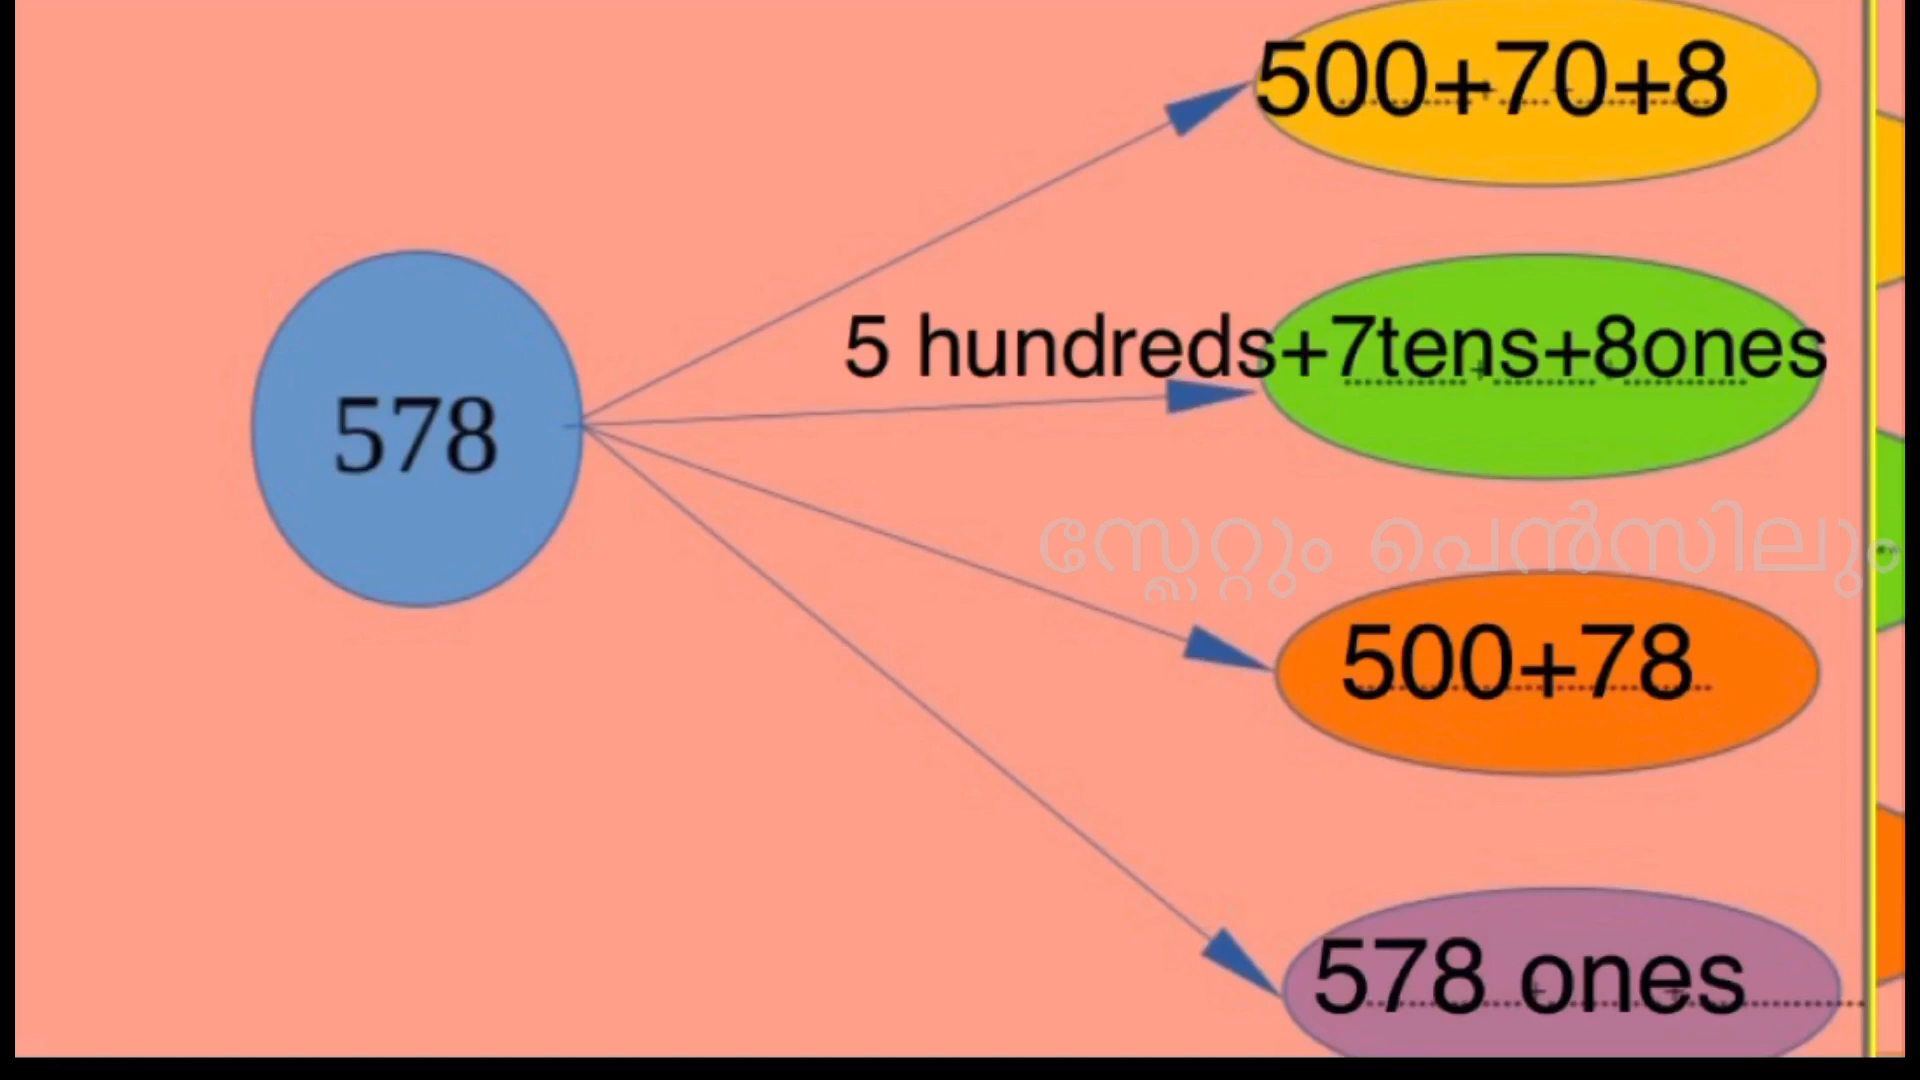 500+70+8
5 hundreds+7tens+8ones
578
സ്ലേറ്റും പെൻസിലും
500+78
578 ones